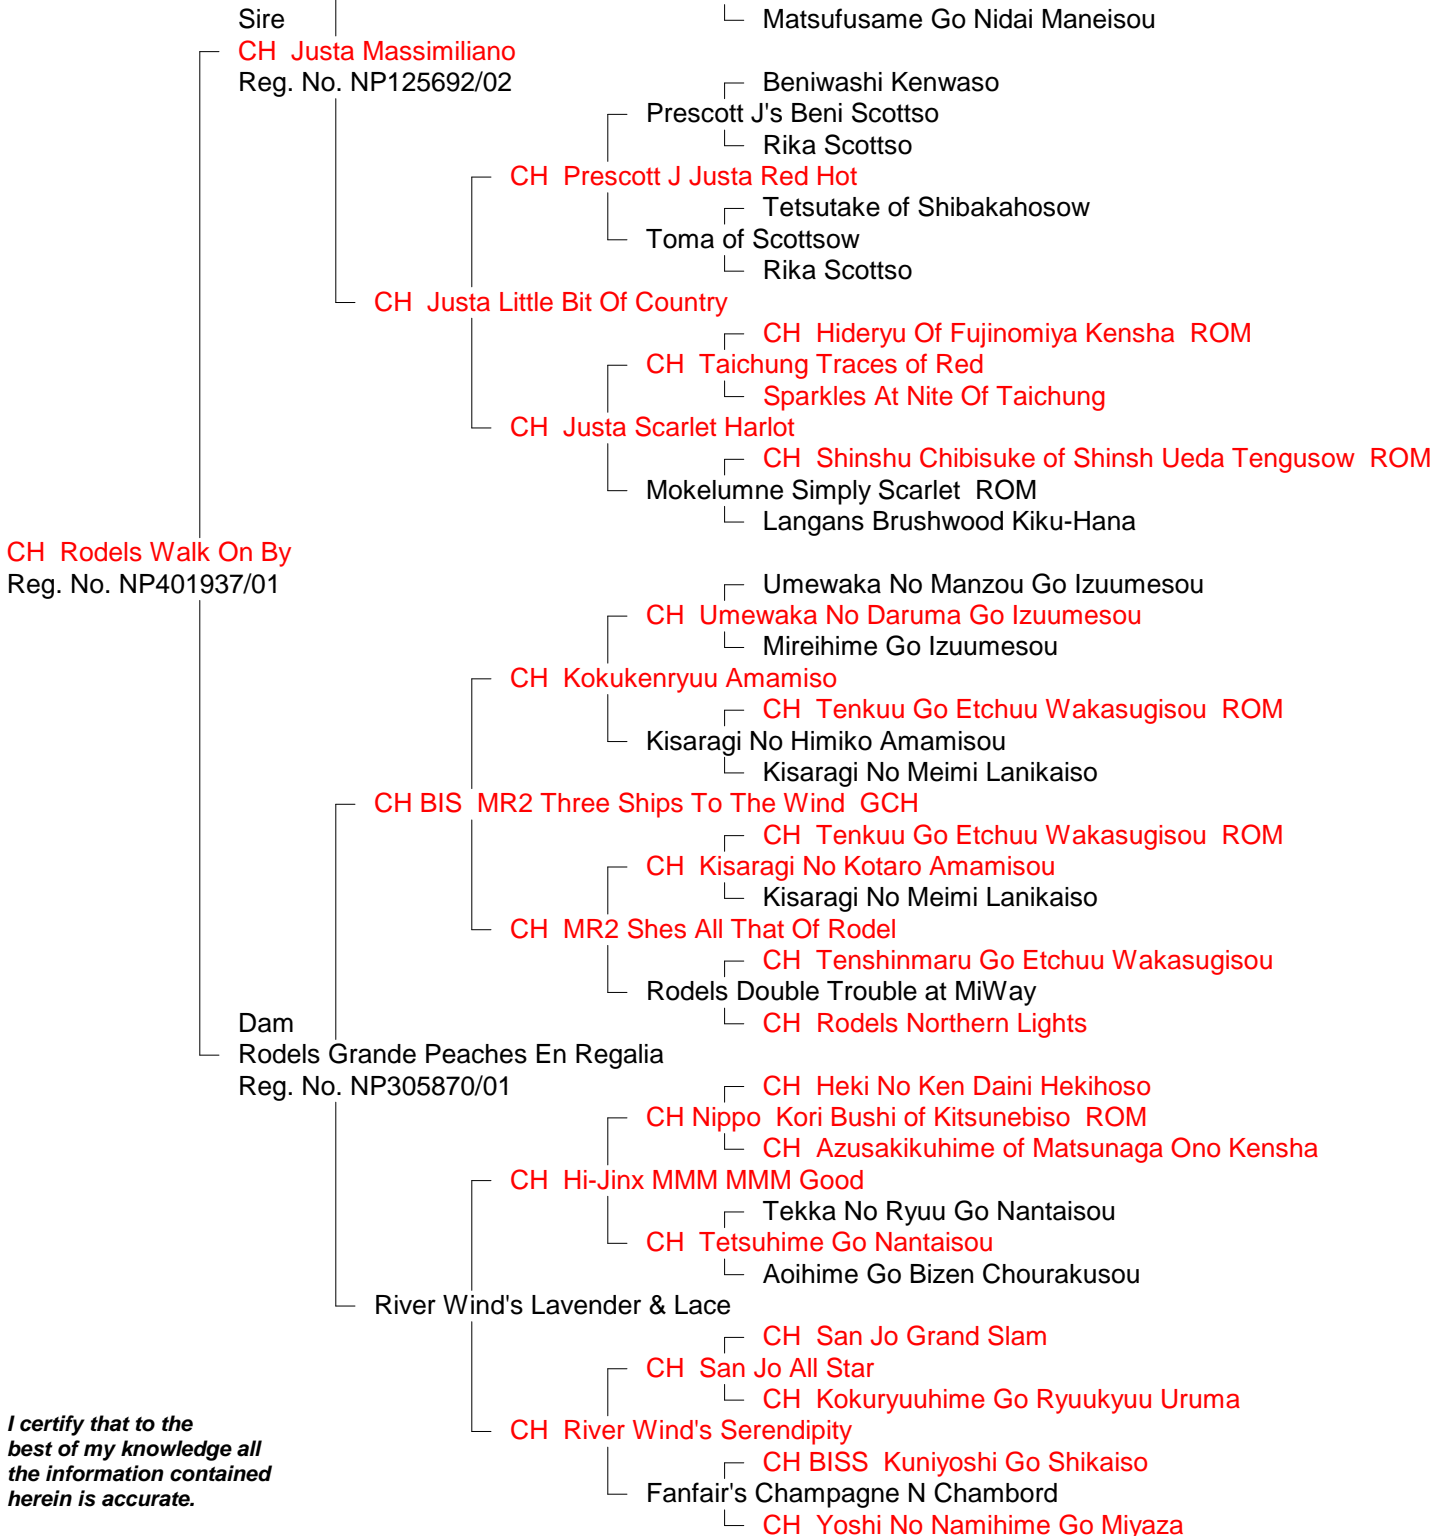 Matsufusame Go Nidai Maneisou
Sire
CH Justa Massimiliano
Reg. No. NP125692/02
Beniwashi Kenwaso
Prescott J's Beni Scottso
Rika Scottso
CH Prescott J Justa Red Hot
Tetsutake of Shibakahosow
Toma of Scottsow
Rika Scottso
CH Justa Little Bit Of Country
CH Hideryu Of Fujinomiya Kensha ROM
CH Taichung Traces of Red
Sparkles At Nite Of Taichung
CH Justa Scarlet Harlot
CH Shinshu Chibisuke of Shinsh Ueda Tengusow ROM
Mokelumne Simply Scarlet ROM
Langans Brushwood Kiku-Hana
CH Rodels Walk On By
Reg. No. NP401937/01
Umewaka No Manzou Go Izuumesou
CH Umewaka No Daruma Go Izuumesou
Mireihime Go Izuumesou
CH Kokukenryuu Amamiso
CH Tenkuu Go Etchuu Wakasugisou ROM
Kisaragi No Himiko Amamisou
Kisaragi No Meimi Lanikaiso
CH BIS MR2 Three Ships To The Wind GCH
CH Tenkuu Go Etchuu Wakasugisou ROM
CH Kisaragi No Kotaro Amamisou
Kisaragi No Meimi Lanikaiso
CH MR2 Shes All That Of Rodel
CH Tenshinmaru Go Etchuu Wakasugisou
Rodels Double Trouble at MiWay
CH Rodels Northern Lights
Dam
Rodels Grande Peaches En Regalia
Reg. No. NP305870/01
CH Heki No Ken Daini Hekihoso
CH Nippo Kori Bushi of Kitsunebiso ROM
CH Azusakikuhime of Matsunaga Ono Kensha
CH Hi-Jinx MMM MMM Good
Tekka No Ryuu Go Nantaisou
CH Tetsuhime Go Nantaisou
Aoihime Go Bizen Chourakusou
River Wind's Lavender & Lace
CH San Jo Grand Slam
CH San Jo All Star
CH Kokuryuuhime Go Ryuukyuu Uruma
CH River Wind's Serendipity
CH BISS Kuniyoshi Go Shikaiso
Fanfair's Champagne N Chambord
CH Yoshi No Namihime Go Miyaza
I certify that to the
best of my knowledge all
the information contained
herein is accurate.